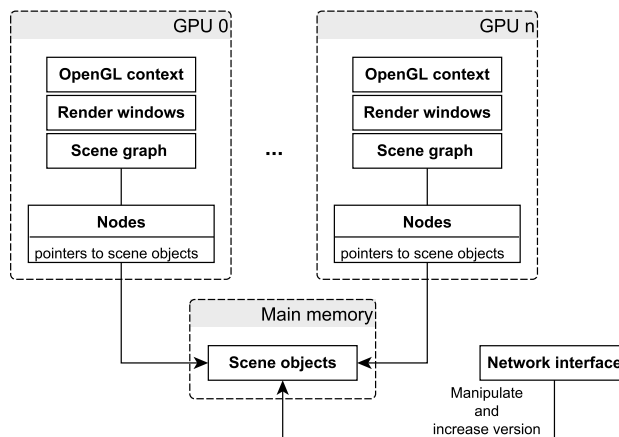 GPU 0
OpenGL context
Render windows
Scene graph
Nodes
pointers to scene objects
...
GPU n
OpenGL context
Render windows
Scene graph
Nodes
pointers to scene objects
Main memory
Scene objects
Network interface
Manipulate
and
increase version